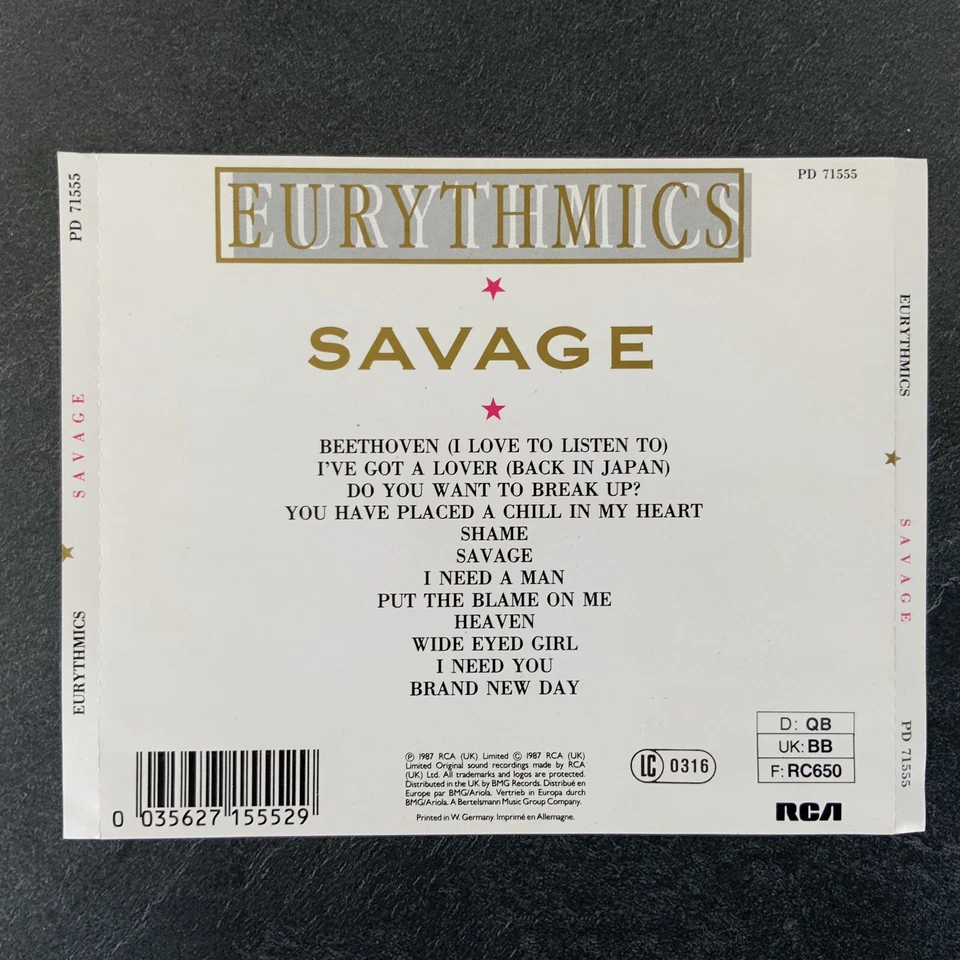 PD 71555
SAVAGE
EURYTHMICS
EURYTHMICS
PD 71555
SAVAGE
BEETHOVEN (I LOVE TO LISTEN TO)
I'VE GOT A LOVER (BACK IN JAPAN)
DO YOU WANT TO BREAK UP?
YOU HAVE PLACED A CHILL IN MY HEART
SHAME
SAVAGE
I NEED A MAN
PUT THE BLAME ON ME
HEAVEN
WIDE EYED GIRL
I NEED YOU
BRAND NEW DAY
0 035627 155529
℗ 1987 RCA (UK) Limited © 1987 RCA (UK)
Limited Original sound recordings made by RCA
(UK) Ltd. All trademarks and logos are protected.
Distributed in the UK by BMG Records. Distribué en
Europe par BMG/Ariola. Vertrieb in Europa durch
BMG/Ariola. A Bertelsmann Music Group Company.
Printed in W. Germany. Imprimé en Allemagne.
LC 0316
D: QB
UK: BB
F: RC650
RCA
EURYTHMICS
SAVAGE
PD 71555